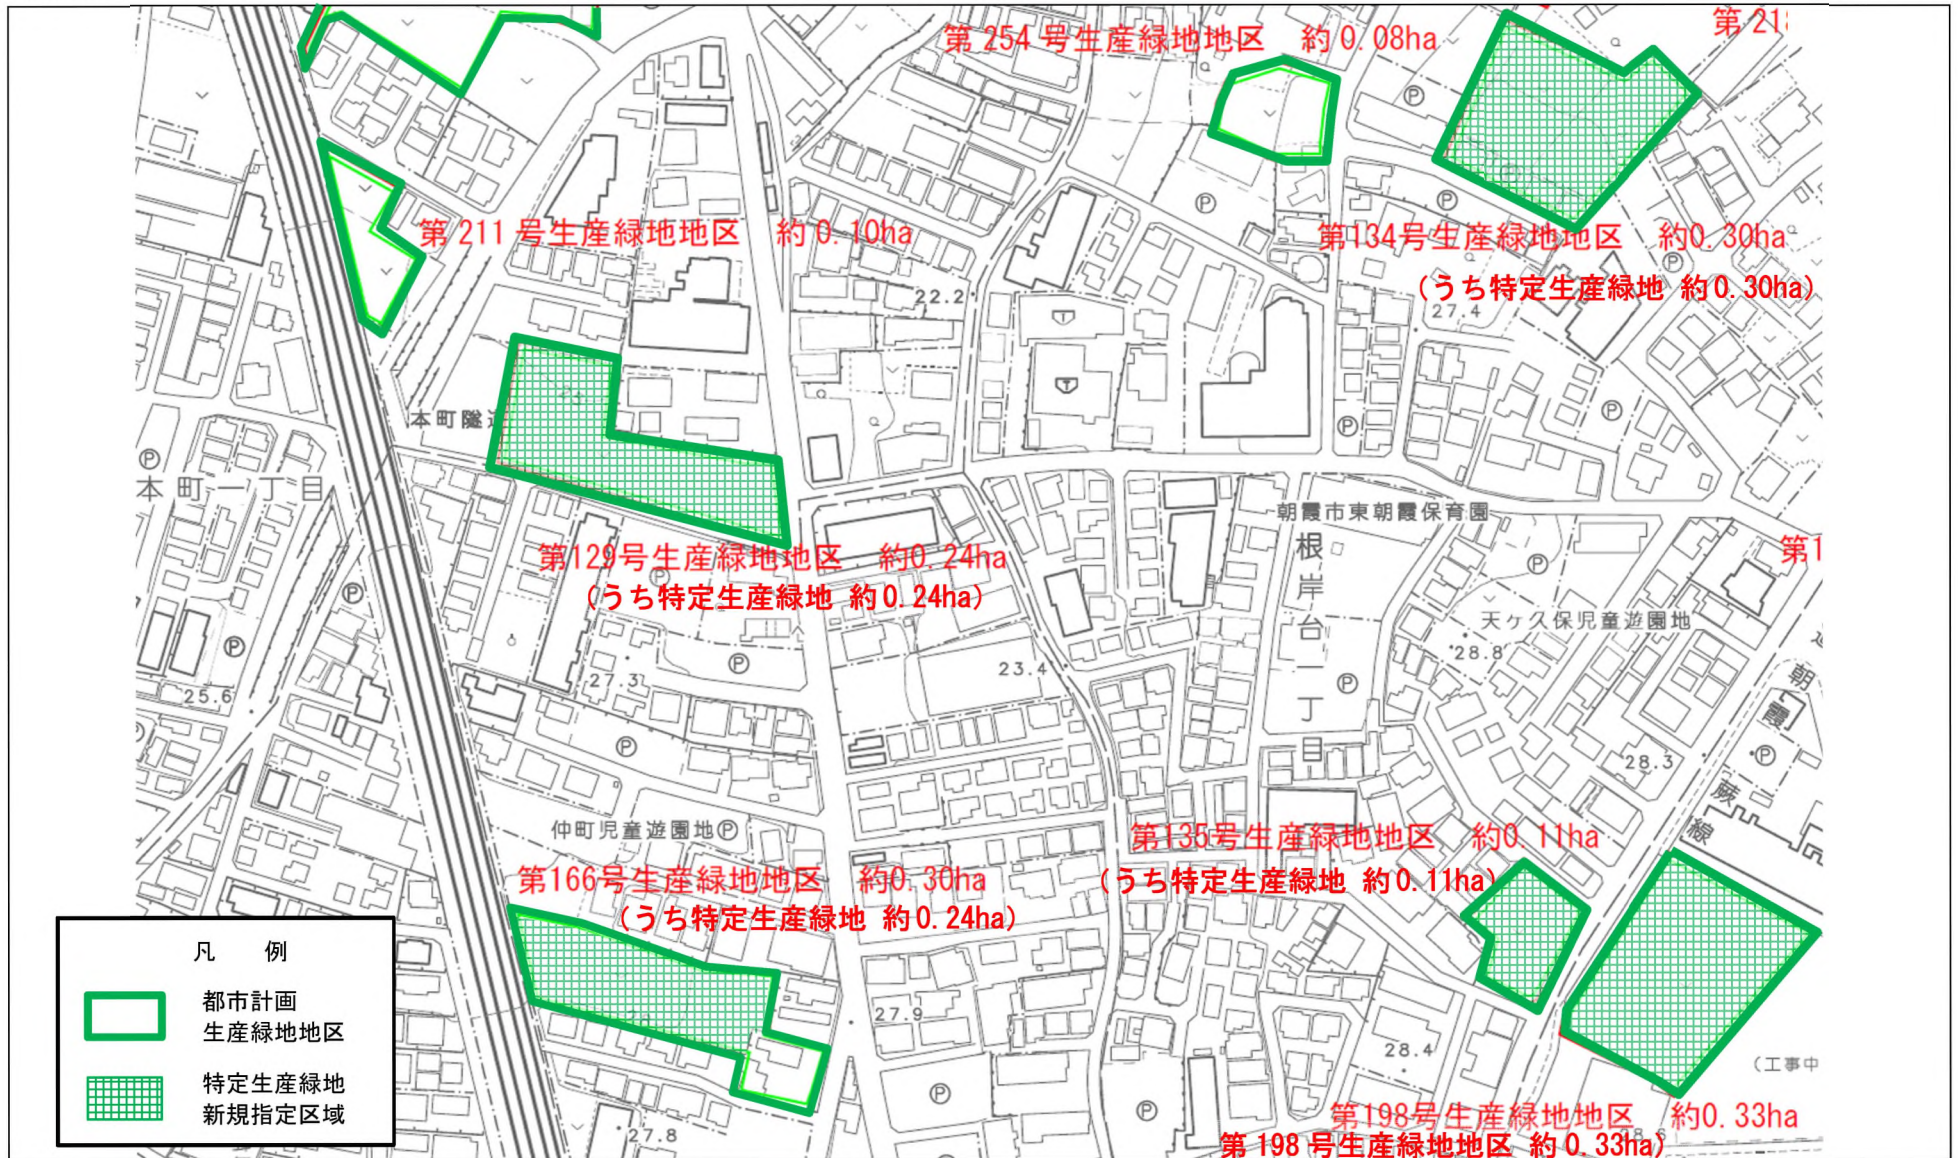 第 254 号生産緑地地区　約 0.08ha
第 21
第 211 号生産緑地地区　約 0.10ha
第134号生産緑地地区　約0.30ha
（うち特定生産緑地 約0.30ha）
22.2
27.4
本町隧
本町一丁目
朝霞市東朝霞保育園
第129号生産緑地地区　約0.24ha
（うち特定生産緑地 約0.24ha）
第1
根岸台一丁目
天ヶ久保児童遊園地
28.8
23.4
27.3
25.6
朝霞蕨線
28.3
仲町児童遊園地
第135号生産緑地地区　約0.11ha
（うち特定生産緑地 約0.11ha）
第166号生産緑地地区　約0.30ha
（うち特定生産緑地 約0.24ha）
凡　例
都市計画
生産緑地地区
特定生産緑地
新規指定区域
27.9
28.4
（工事中
27.8
第198号生産緑地地区　約0.33ha
第 198 号生産緑地地区 約 0.33ha）